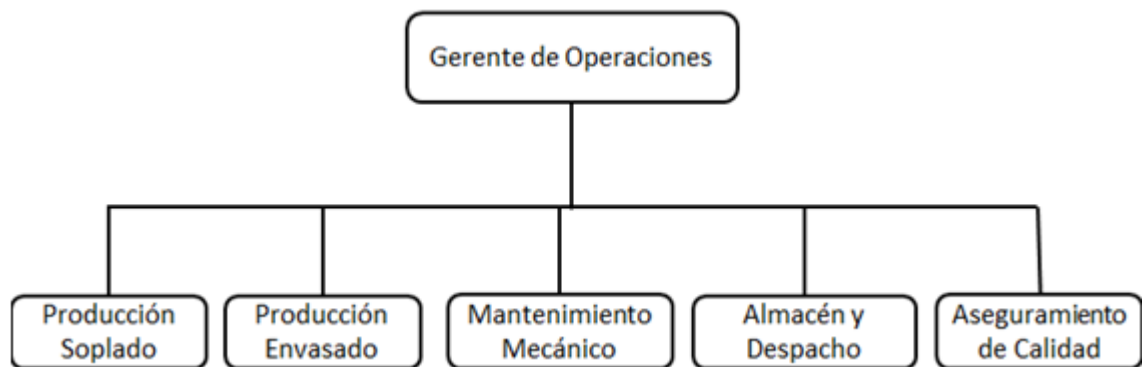 Gerente de Operaciones
Producción
Soplado
Producción
Envasado
Mantenimiento
Mecánico
Almacén y
Despacho
Aseguramiento
de Calidad